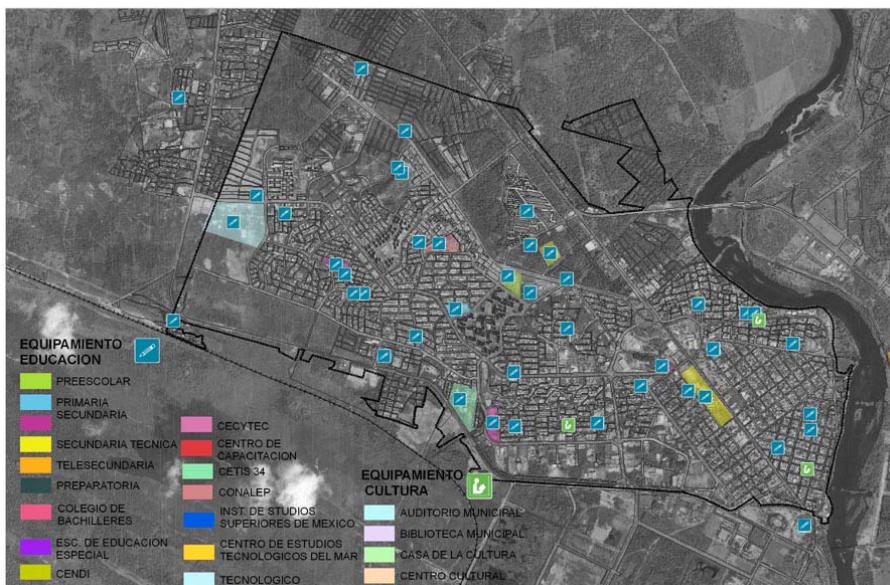 EQUIPAMIENTO
EDUCACION
PREESCOLAR
PRIMARIA
SECUNDARIA
SECUNDARIA TECNICA
TELESECUNDARIA
PREPARATORIA
COLEGIO DE
BACHILLERES
ESC. DE EDUCACION
ESPECIAL
CENDI
CECYTEC
CENTRO DE
CAPACITACION
CETIS 34
CONALEP
INST. DE STUDIOS
SUPERIORES DE MEXICO
CENTRO DE ESTUDIOS
TECNOLOGICOS DEL MAR
TECNOLOGICO
EQUIPAMIENTO
CULTURA
AUDITORIO MUNICIPAL
BIBLIOTECA MUNICIPAL
CASA DE LA CULTURA
CENTRO CULTURAL